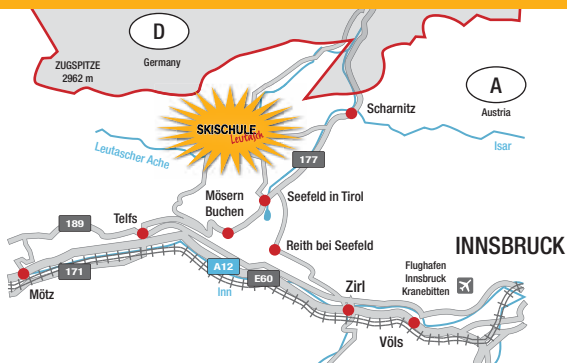 D
Germany
ZUGSPITZE
2962 m
A
Austria
Scharnitz
SKISCHULE
Leutasch
Leutascher Ache
Isar
177
Mösern
Buchen
Seefeld in Tirol
Telfs
189
Reith bei Seefeld
INNSBRUCK
171
A12
E60
Inn
Flughafen
Innsbruck
Kranebitten
Mötz
Zirl
Völs